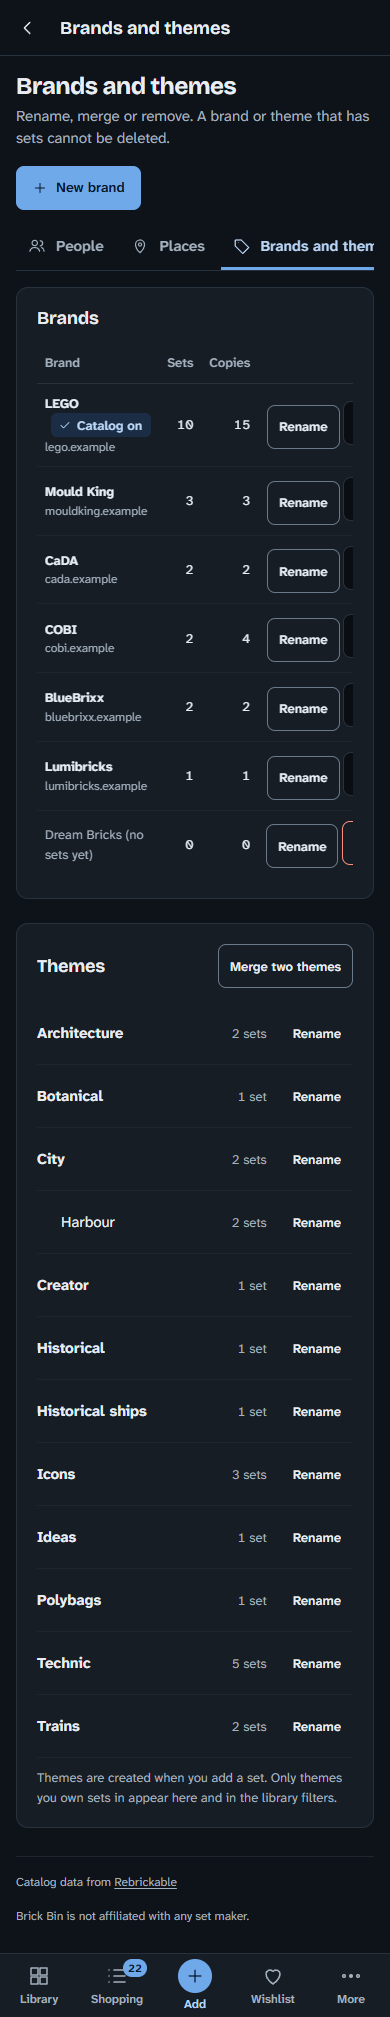 Brands and themes
Brands and themes
Rename, merge or remove. A brand or theme that has
sets cannot be deleted.
New brand
People Places Brands and them
Brands
Brand Sets Copies
LEGO
Catalog on 10 15 Rename
lego.example
Mould King 3 3 Rename
mouldking.example
CaDA 2 2 Rename
cada.example
COBI 2 4 Rename
cobi.example
BlueBrixx 2 2 Rename
bluebrixx.example
Lumibricks 1 1 Rename
lumibricks.example
Dream Bricks (no 0 0 Rename
sets yet)
Themes Merge two themes
Architecture 2 sets Rename
Botanical 1 set Rename
City 2 sets Rename
Harbour 2 sets Rename
Creator 1 set Rename
Historical 1 set Rename
Historical ships 1 set Rename
Icons 3 sets Rename
Ideas 1 set Rename
Polybags 1 set Rename
Technic 5 sets Rename
Trains 2 sets Rename
Themes are created when you add a set. Only themes
you own sets in appear here and in the library filters.
Catalog data from Rebrickable
Brick Bin is not affiliated with any set maker.
22
Library Shopping Add Wishlist More